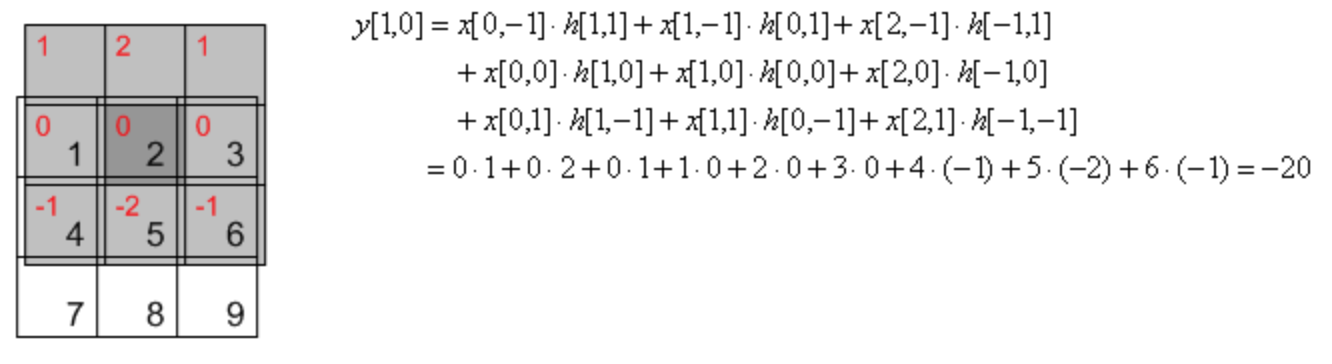 1 2 1
0 0 0
1 2 3
-1 -2 -1
4 5 6
7 8 9
y[1,0] = x[0,−1]· h[1,1] + x[1,−1]· h[0,1] + x[2,−1]· h[−1,1]
+ x[0,0]· h[1,0] + x[1,0]· h[0,0] + x[2,0]· h[−1,0]
+ x[0,1]· h[1,−1] + x[1,1]· h[0,−1] + x[2,1]· h[−1,−1]
= 0·1+0·2+0·1+1·0+2·0+3·0+4·(−1)+5·(−2)+6·(−1) = −20